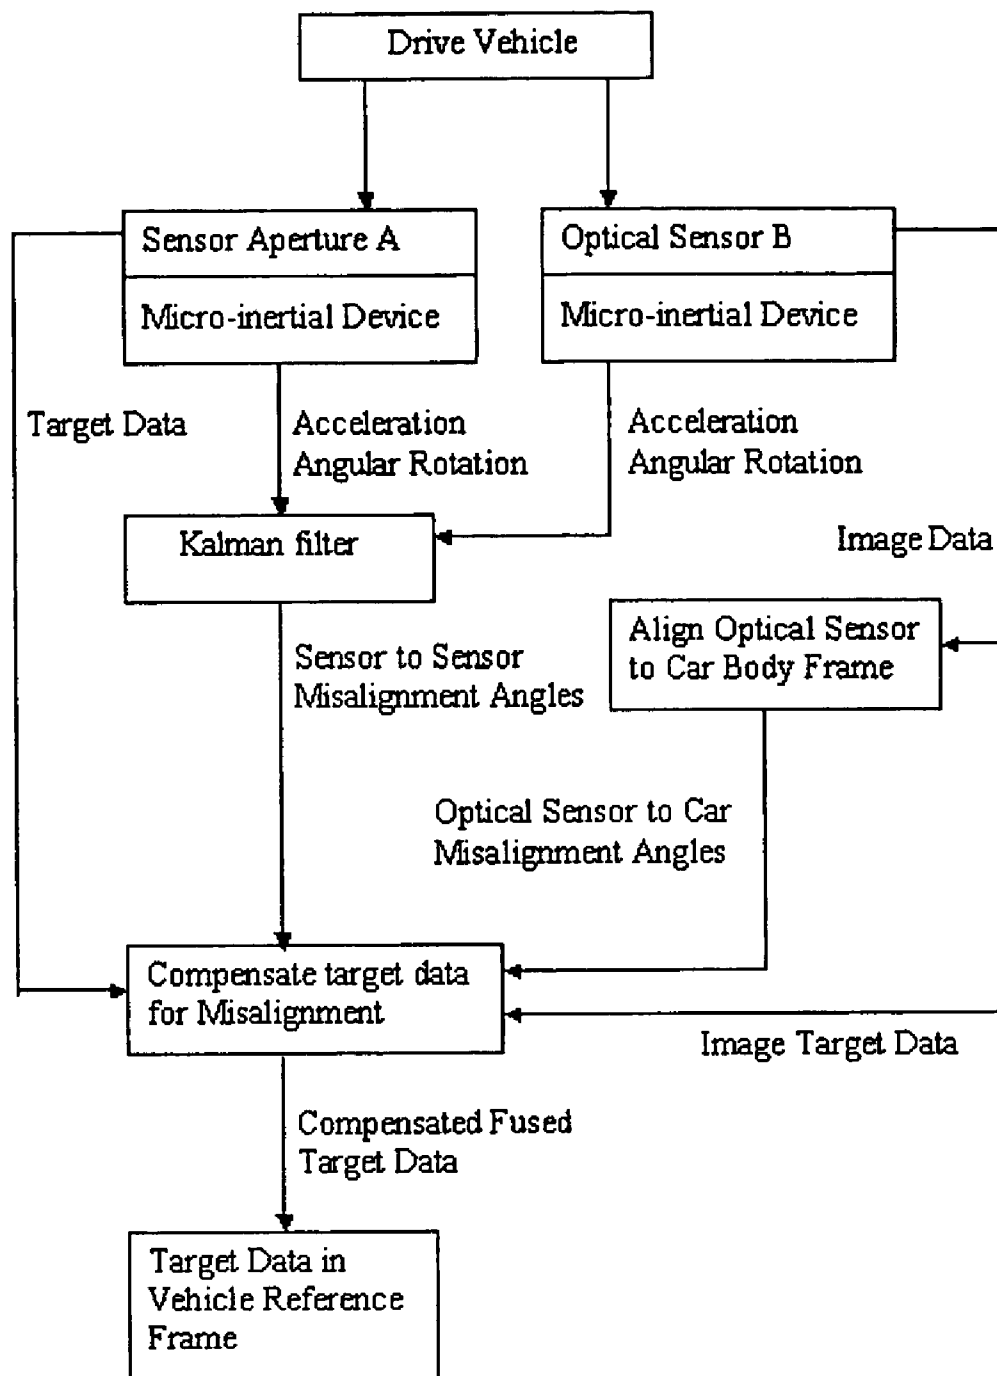 Drive Vehicle
Sensor Aperture A
Micro-inertial Device
Optical Sensor B
Micro-inertial Device
Target Data
Acceleration
Angular Rotation
Acceleration
Angular Rotation
Kalman filter
Image Data
Sensor to Sensor
Misalignment Angles
Align Optical Sensor
to Car Body Frame
Optical Sensor to Car
Misalignment Angles
Compensate target data
for Misalignment
Image Target Data
Compensated Fused
Target Data
Target Data in
Vehicle Reference
Frame